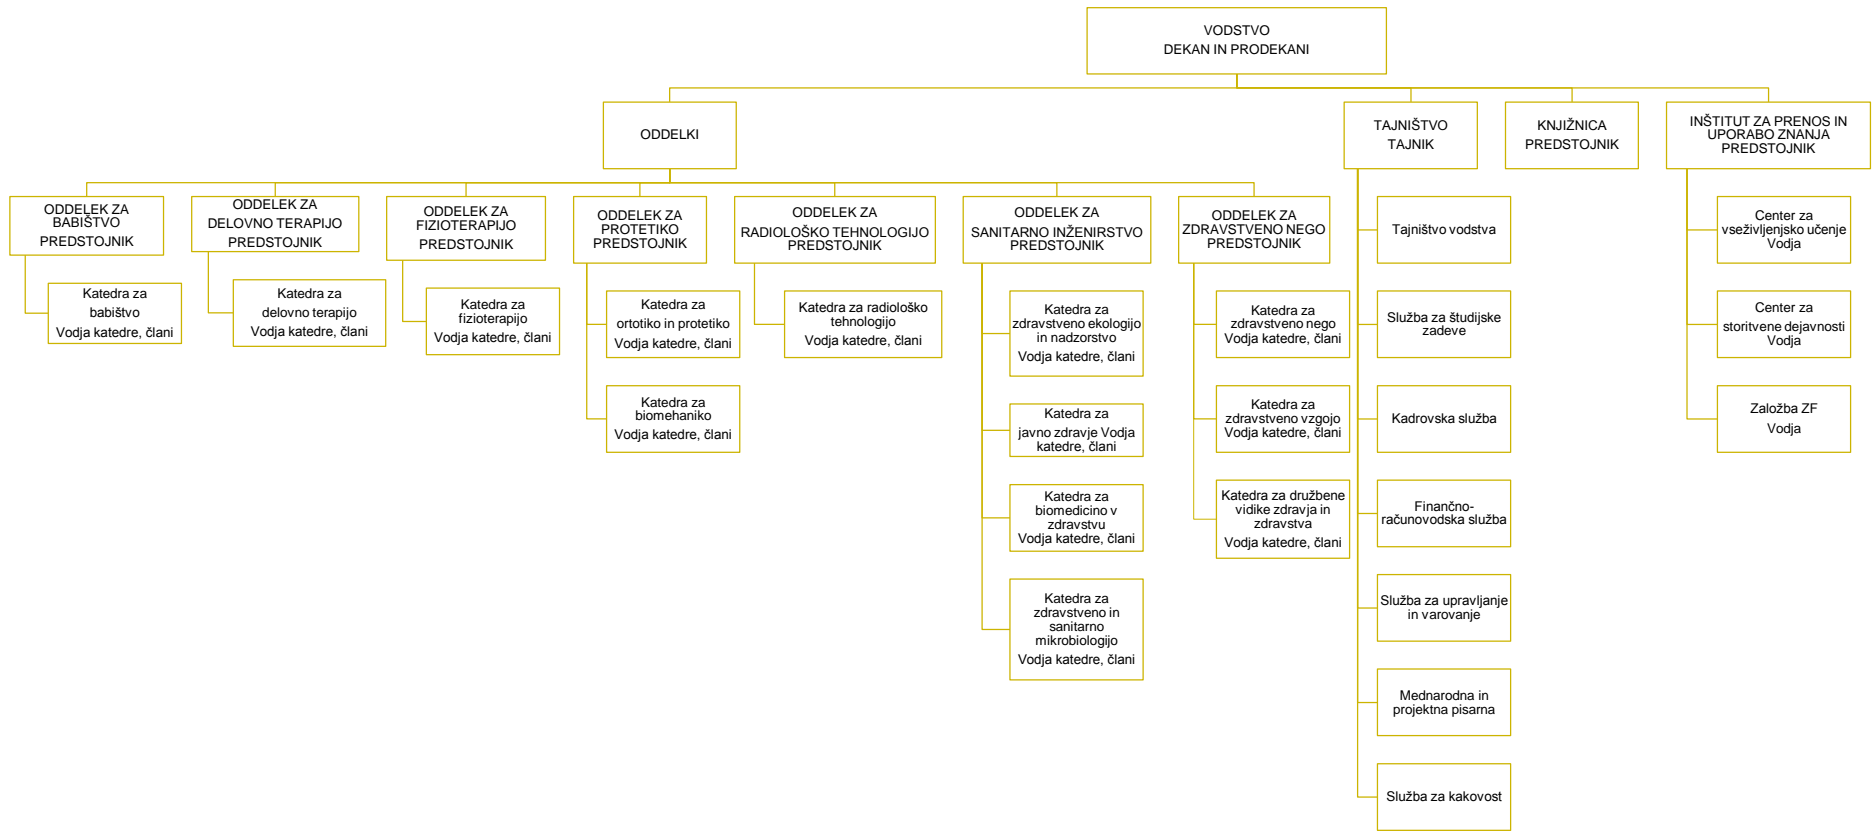 VODSTVO
DEKAN IN PRODEKANI
ODDELKI
TAJNIŠTVO
TAJNIK
KNJIŽNICA
PREDSTOJNIK
INŠTITUT ZA PRENOS IN
UPORABO ZNANJA
PREDSTOJNIK
ODDELEK ZA
BABIŠTVO
PREDSTOJNIK
ODDELEK ZA
DELOVNO TERAPIJO
PREDSTOJNIK
ODDELEK ZA
FIZIOTERAPIJO
PREDSTOJNIK
ODDELEK ZA
PROTETIKO
PREDSTOJNIK
ODDELEK ZA
RADIOLOŠKO TEHNOLOGIJO
PREDSTOJNIK
ODDELEK ZA
SANITARNO INŽENIRSTVO
PREDSTOJNIK
ODDELEK ZA
ZDRAVSTVENO NEGO
PREDSTOJNIK
Katedra za
babištvo
Vodja katedre, člani
Katedra za
delovno terapijo
Vodja katedre, člani
Katedra za
fizioterapijo
Vodja katedre, člani
Katedra za
ortotiko in protetiko
Vodja katedre, člani
Katedra za
biomehaniko
Vodja katedre, člani
Katedra za radiološko
tehnologijo
Vodja katedre, člani
Katedra za
zdravstveno ekologijo
in nadzorstvo
Vodja katedre, člani
Katedra za
javno zdravje Vodja
katedre, člani
Katedra za
biomedicino v
zdravstvu
Vodja katedre, člani
Katedra za
zdravstveno in
sanitarno
mikrobiologijo
Vodja katedre, člani
Katedra za
zdravstveno nego
Vodja katedre, člani
Katedra za
zdravstveno vzgojo
Vodja katedre, člani
Katedra za družbene
vidike zdravja in
zdravstva
Vodja katedre, člani
Tajništvo vodstva
Služba za študijske
zadeve
Kadrovska služba
Finančno-
računovodska služba
Služba za upravljanje
in varovanje
Mednarodna in
projektna pisarna
Služba za kakovost
Center za
vseživljenjsko učenje
Vodja
Center za
storitvene dejavnosti
Vodja
Založba ZF
Vodja